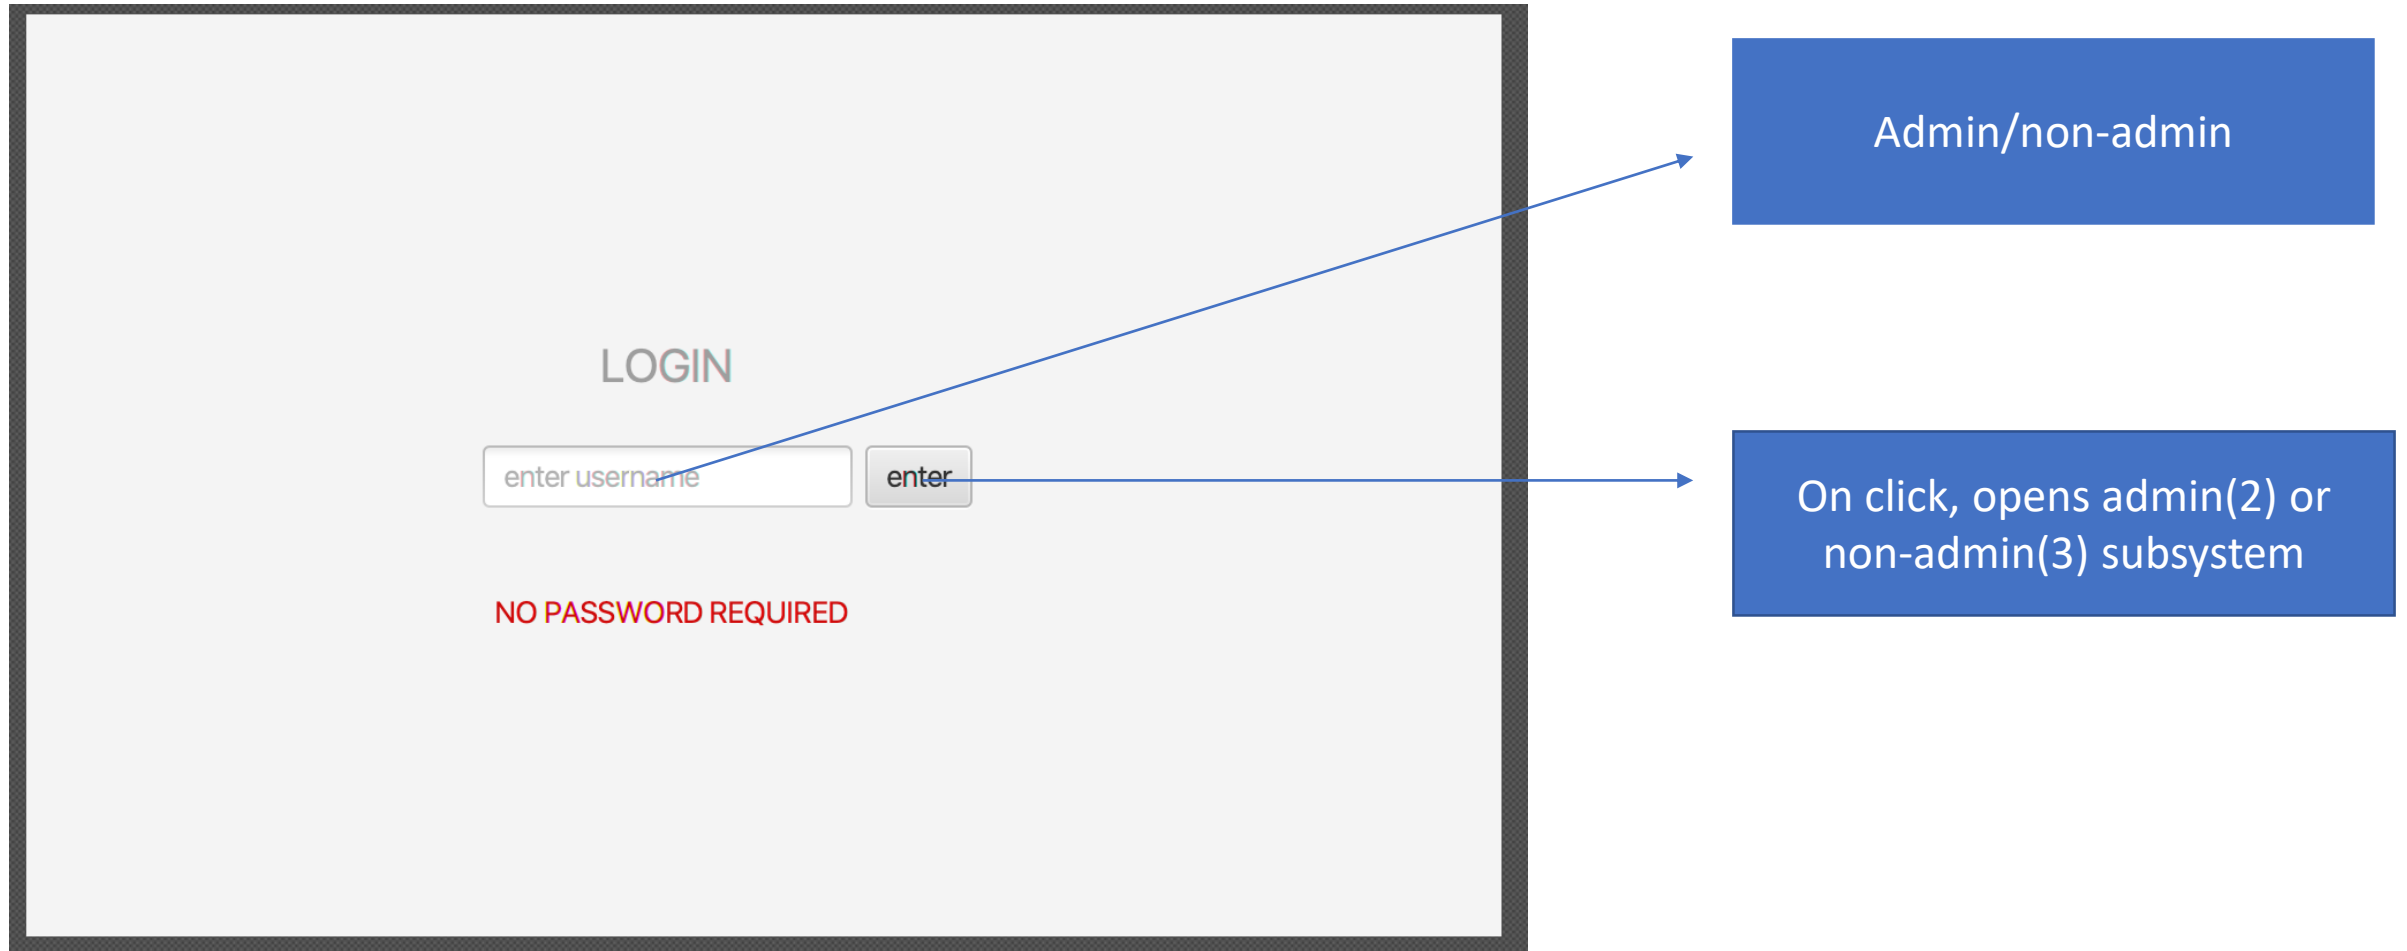 Admin/non-admin
LOGIN
enter username
enter
On click, opens admin(2) or
non-admin(3) subsystem
NO PASSWORD REQUIRED